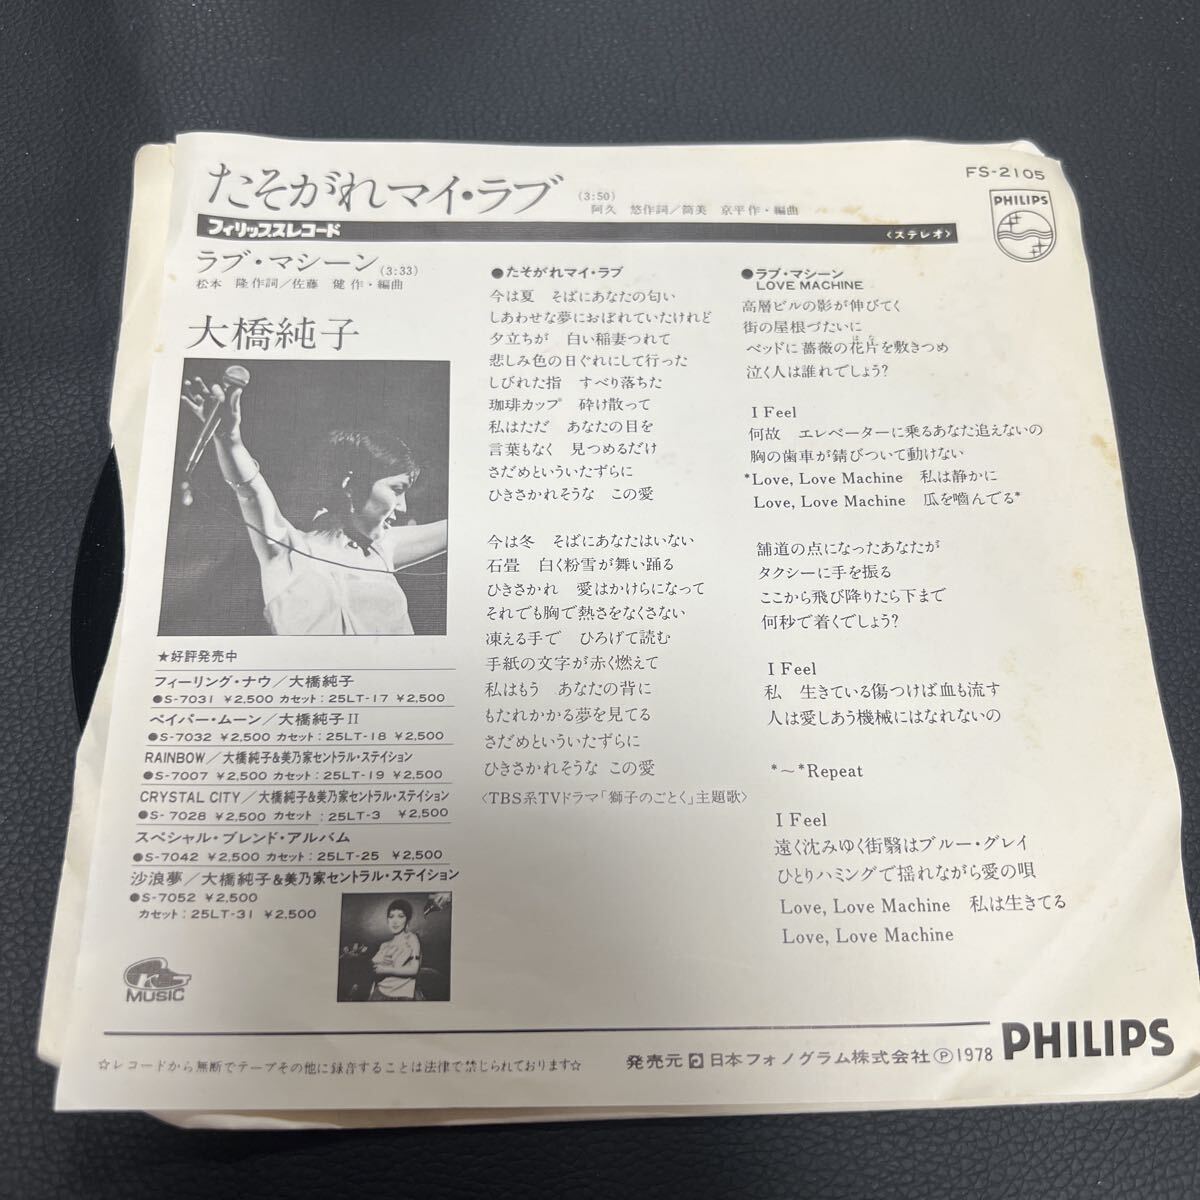 たそがれマイ・ラブ (3:50)
阿久 悠作詞／筒美 京平作・編曲
FS-2105
PHILIPS
フィリップスレコード
〈ステレオ〉
ラブ・マシーン (3:33)
松本 隆作詞／佐藤 健 作・編曲
大橋純子
★好評発売中
フィーリング・ナウ／大橋純子
●S-7031 ￥2,500 カセット：25LT-17 ￥2,500
ペイパー・ムーン／大橋純子Ⅱ
●S-7032 ￥2,500 カセット：25LT-18 ￥2,500
RAINBOW／大橋純子&美乃家セントラル・ステイション
●S-7007 ￥2,500 カセット：25LT-19 ￥2,500
CRYSTAL CITY／大橋純子&美乃家セントラル・ステイション
●S-7028 ￥2,500 カセット：25LT-3 ￥2,500
スペシャル・ブレンド・アルバム
●S-7042 ￥2,500 カセット：25LT-25 ￥2,500
沙浪夢／大橋純子&美乃家セントラル・ステイション
●S-7052 ￥2,500
カセット：25LT-31 ￥2,500
MUSIC
●たそがれマイ・ラブ
今は夏 そばにあなたの匂い
しあわせな夢におぼれていたけれど
夕立ちが 白い稲妻つれて
悲しみ色の日ぐれにして行った
しびれた指 すべり落ちた
珈琲カップ 砕け散って
私はただ あなたの目を
言葉もなく 見つめるだけ
さだめといういたずらに
ひきさかれそうな この愛
今は冬 そばにあなたはいない
石畳 白く粉雪が舞い踊る
ひきさかれ 愛はかけらになって
それでも胸で熱さをなくさない
凍える手で ひろげて読む
手紙の文字が赤く燃えて
私はもう あなたの背に
もたれかかる夢を見てる
さだめといういたずらに
ひきさかれそうな この愛
〈TBS系TVドラマ「獅子のごとく」主題歌〉
●ラブ・マシーン
LOVE MACHINE
高層ビルの影が伸びてく
街の屋根づたいに
ベッドに薔薇の花片を敷きつめ
泣く人は誰れでしょう?
I Feel
何故 エレベーターに乗るあなた追えないの
胸の歯車が錆びついて動けない
*Love, Love Machine 私は静かに
Love, Love Machine 瓜を嚙んでる*
舗道の点になったあなたが
タクシーに手を振る
ここから飛び降りたら下まで
何秒で着くでしょう?
I Feel
私 生きている傷つけば血も流す
人は愛しあう機械にはなれないの
*～*Repeat
I Feel
遠く沈みゆく街翳はブルー・グレイ
ひとりハミングで揺れながら愛の唄
Love, Love Machine 私は生きてる
Love, Love Machine
☆レコードから無断でテープその他に録音することは法律で禁じられております☆
発売元 日本フォノグラム株式会社 Ⓟ1978 PHILIPS